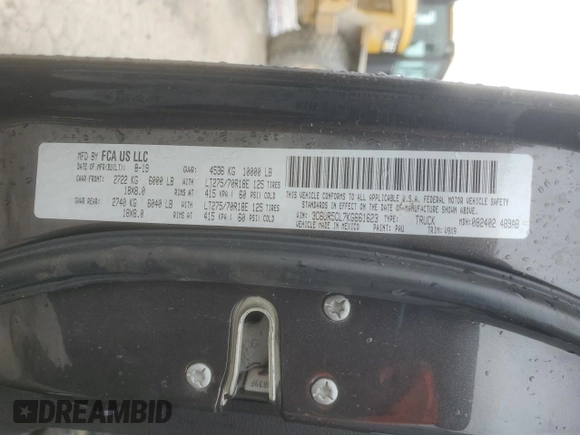 MFD BY FCA US LLC
DATE OF MFR(BUILT): 8-19 GVWR: 4536 KG 10000 LB
GAWR FRONT: 2722 KG 6000 LB WITH LT275/70R18E 125 TIRES
18X8.0 RIMS AT 415 KPA/ 60 PSI COLD
GAWR REAR: 2740 KG 6040 LB WITH LT275/70R18E 125 TIRES
18X8.0 RIMS AT 415 KPA/ 60 PSI COLD
THIS VEHICLE CONFORMS TO ALL APPLICABLE U.S.A. FEDERAL MOTOR VEHICLE SAFETY
STANDARDS IN EFFECT ON THE DATE OF MANUFACTURE SHOWN ABOVE.
VIN: 3C6UR5CL7KG661623 TYPE: TRUCK MDH: 082402 489AB
VEHICLE MADE IN MEXICO PAINT: PAU TRIM: V9X9
DREAMBID